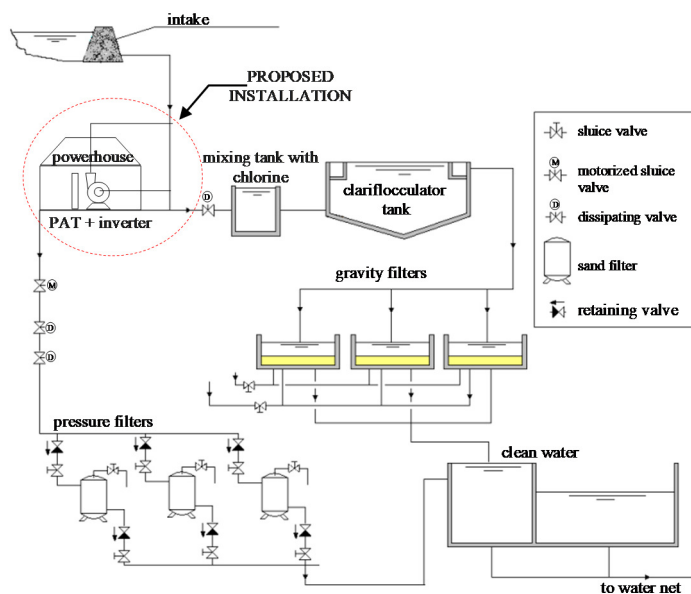 intake
PROPOSED
INSTALLATION
powerhouse
PAT + inverter
mixing tank with
chlorine
D
clariflocculator
tank
gravity filters
M
D
D
pressure filters
clean water
to water net
sluice valve
M
motorized sluice
valve
D
dissipating valve
sand filter
retaining valve